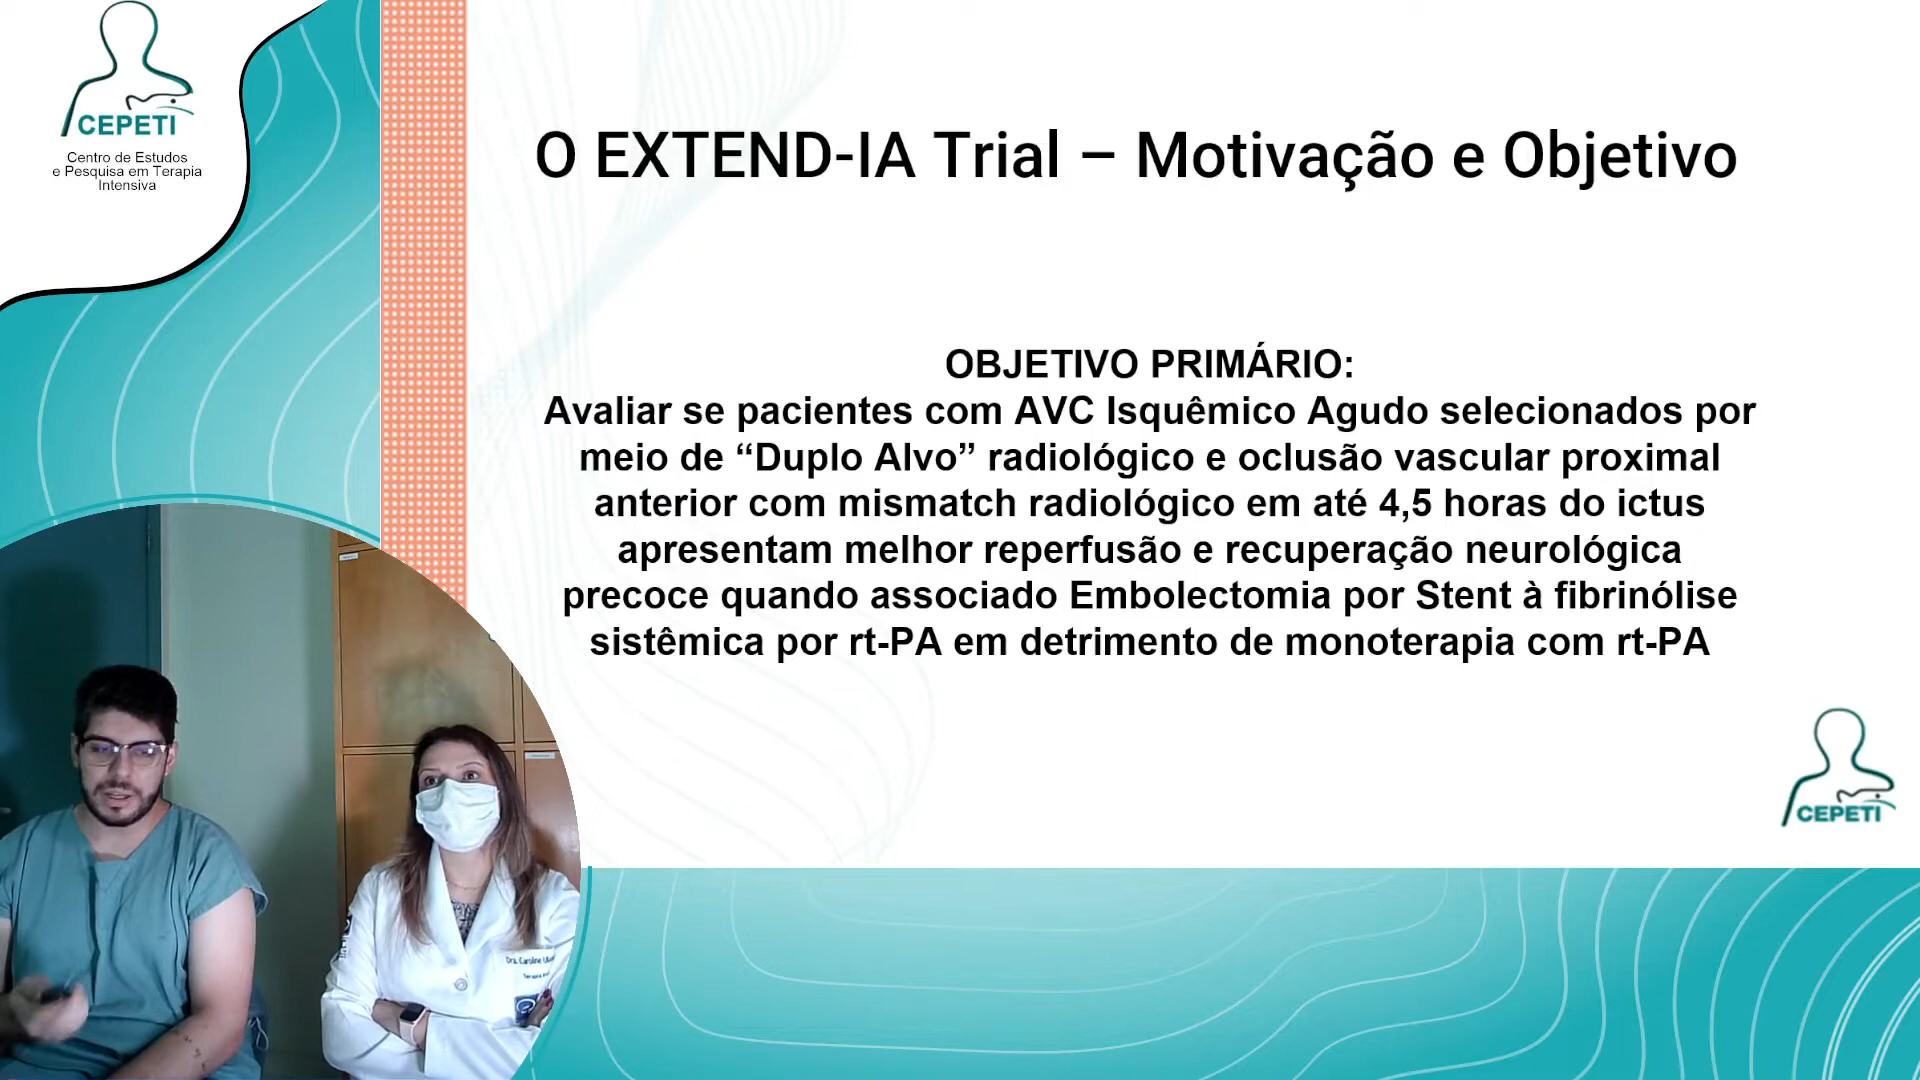 CEPETI
Centro de Estudos
e Pesquisa em Terapia
Intensiva
O EXTEND-IA Trial – Motivação e Objetivo
OBJETIVO PRIMÁRIO:
Avaliar se pacientes com AVC Isquêmico Agudo selecionados por
meio de “Duplo Alvo” radiológico e oclusão vascular proximal
anterior com mismatch radiológico em até 4,5 horas do ictus
apresentam melhor reperfusão e recuperação neurológica
precoce quando associado Embolectomia por Stent à fibrinólise
sistêmica por rt-PA em detrimento de monoterapia com rt-PA
CEPETI
Dra. Caroline